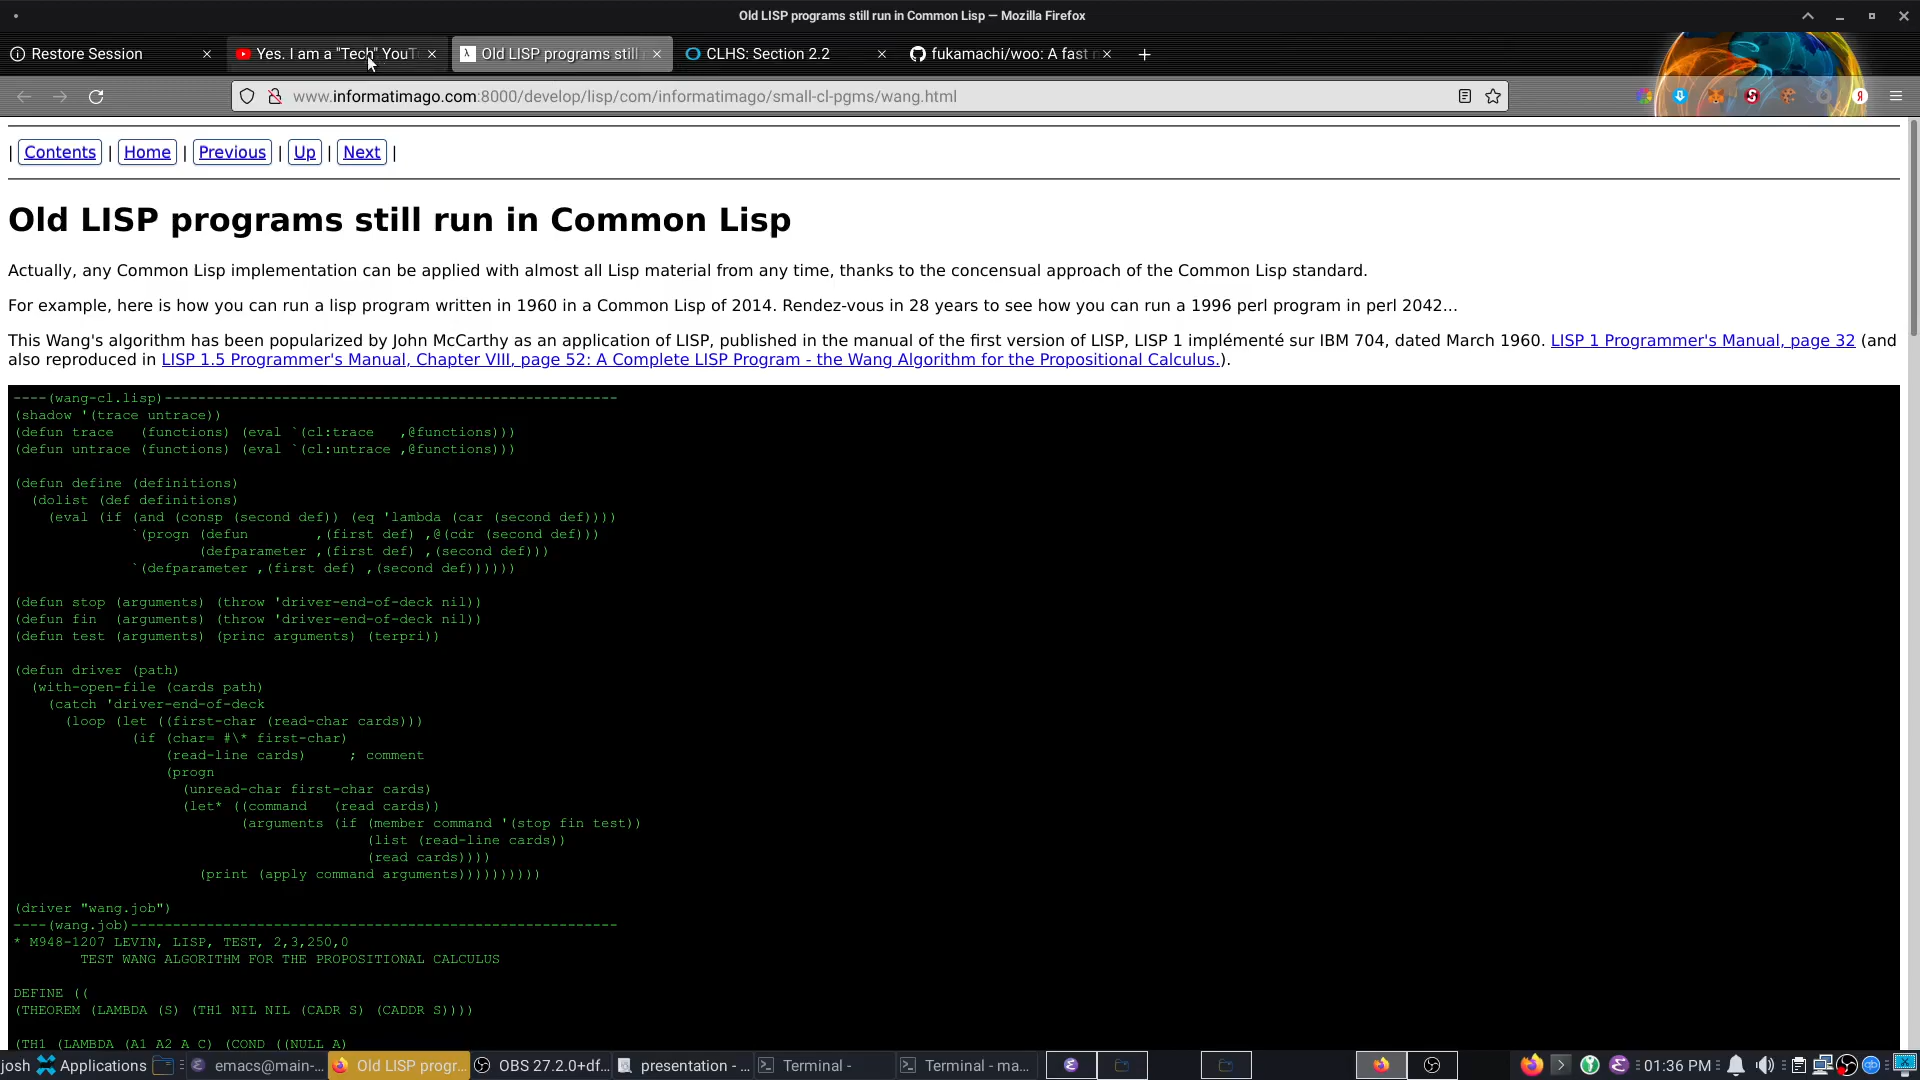 Old LISP programs still run in Common Lisp — Mozilla Firefox
Restore Session
Yes. I am a "Tech" YouT
Old LISP programs still
CLHS: Section 2.2
fukamachi/woo: A fast n
www.informatimago.com:8000/develop/lisp/com/informatimago/small-cl-pgms/wang.html
| Contents | Home | Previous | Up | Next |
Old LISP programs still run in Common Lisp
Actually, any Common Lisp implementation can be applied with almost all Lisp material from any time, thanks to the concensual approach of the Common Lisp standard.
For example, here is how you can run a lisp program written in 1960 in a Common Lisp of 2014. Rendez-vous in 28 years to see how you can run a 1996 perl program in perl 2042...
This Wang's algorithm has been popularized by John McCarthy as an application of LISP, published in the manual of the first version of LISP, LISP 1 implémenté sur IBM 704, dated March 1960. LISP 1 Programmer's Manual, page 32 (and
also reproduced in LISP 1.5 Programmer's Manual, Chapter VIII, page 52: A Complete LISP Program - the Wang Algorithm for the Propositional Calculus.).
----(wang-cl.lisp)------------------------------------------------------
(shadow '(trace untrace))
(defun trace   (functions) (eval `(cl:trace   ,@functions)))
(defun untrace (functions) (eval `(cl:untrace ,@functions)))
(defun define (definitions)
  (dolist (def definitions)
    (eval (if (and (consp (second def)) (eq 'lambda (car (second def))))
              `(progn (defun        ,(first def) ,@(cdr (second def)))
                      (defparameter ,(first def) ,(second def)))
              `(defparameter ,(first def) ,(second def))))))
(defun stop (arguments) (throw 'driver-end-of-deck nil))
(defun fin  (arguments) (throw 'driver-end-of-deck nil))
(defun test (arguments) (princ arguments) (terpri))
(defun driver (path)
  (with-open-file (cards path)
    (catch 'driver-end-of-deck
      (loop (let ((first-char (read-char cards)))
              (if (char= #\* first-char)
                  (read-line cards)     ; comment
                  (progn
                    (unread-char first-char cards)
                    (let* ((command   (read cards))
                           (arguments (if (member command '(stop fin test))
                                          (list (read-line cards))
                                          (read cards))))
                      (print (apply command arguments))))))))))
(driver "wang.job")
----(wang.job)----------------------------------------------------------
* M948-1207 LEVIN, LISP, TEST, 2,3,250,0
        TEST WANG ALGORITHM FOR THE PROPOSITIONAL CALCULUS
DEFINE ((
(THEOREM (LAMBDA (S) (TH1 NIL NIL (CADR S) (CADDR S))))
(TH1 (LAMBDA (A1 A2 A C) (COND ((NULL A)
josh
Applications
emacs@main-...
Old LISP progr...
OBS 27.2.0+df...
presentation - ...
Terminal -
Terminal - ma...
01:36 PM